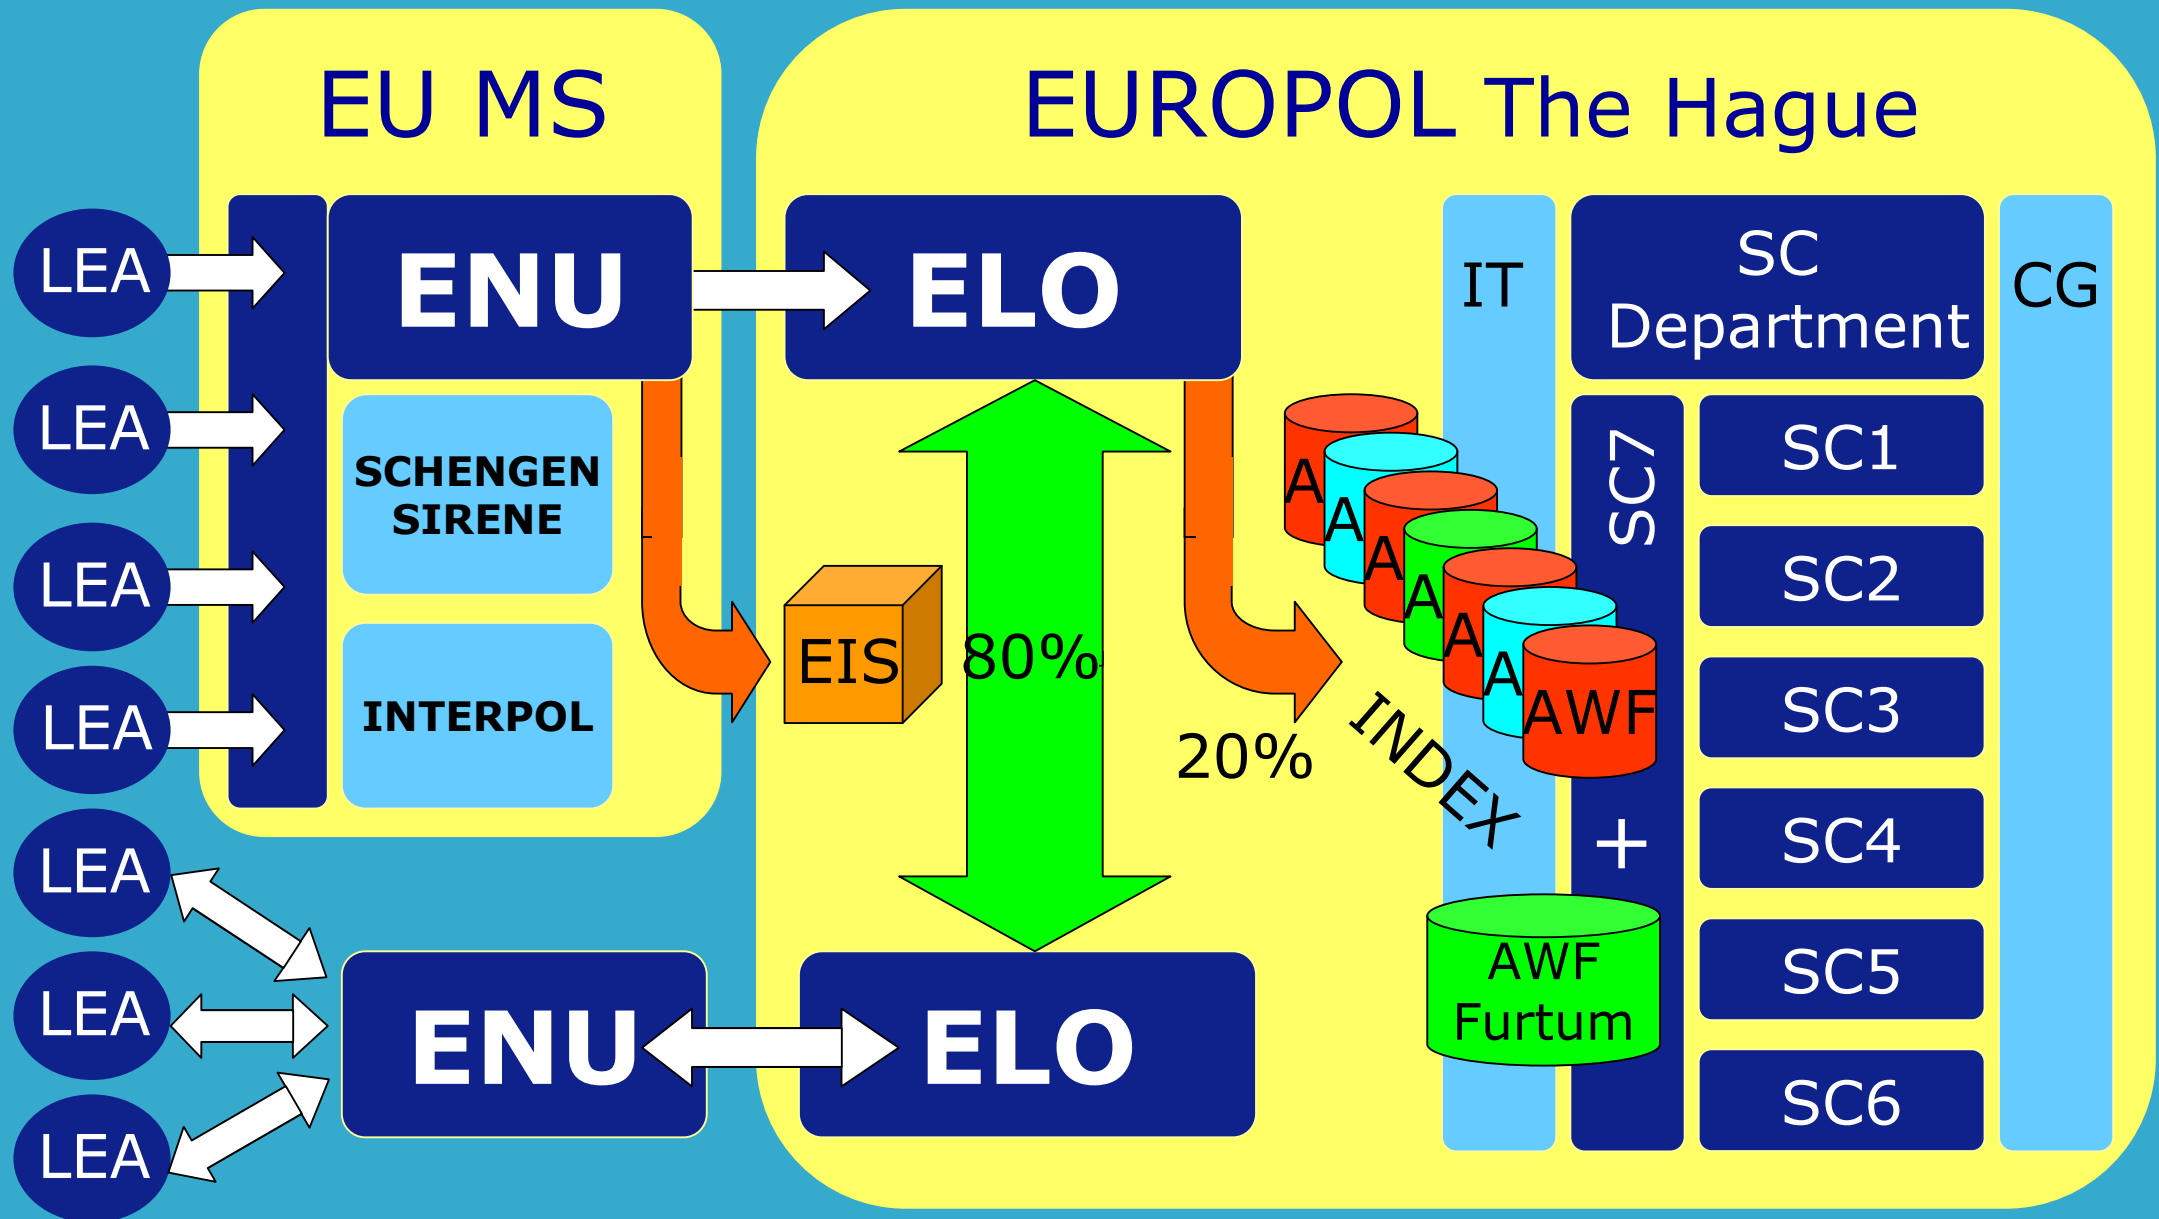 EU MS
EUROPOL The Hague
LEA
LEA
LEA
LEA
LEA
LEA
LEA
ENU
SCHENGEN
SIRENE
INTERPOL
ENU
ELO
EIS
80%
20%
ELO
INDEX
A
A
A
A
A
A
AWF
AWF
Furtum
IT
SC
Department
CG
SC7
+
SC1
SC2
SC3
SC4
SC5
SC6